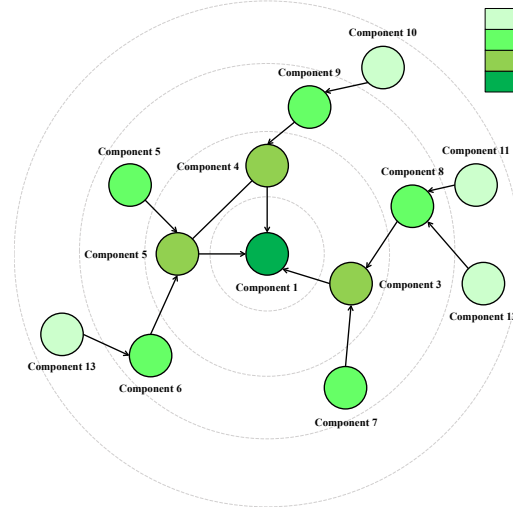 Component 10
Component 9
Component 5
Component 4
Component 11
Component 8
Component 5
Component 1
Component 3
Component 13
Component 6
Component 7